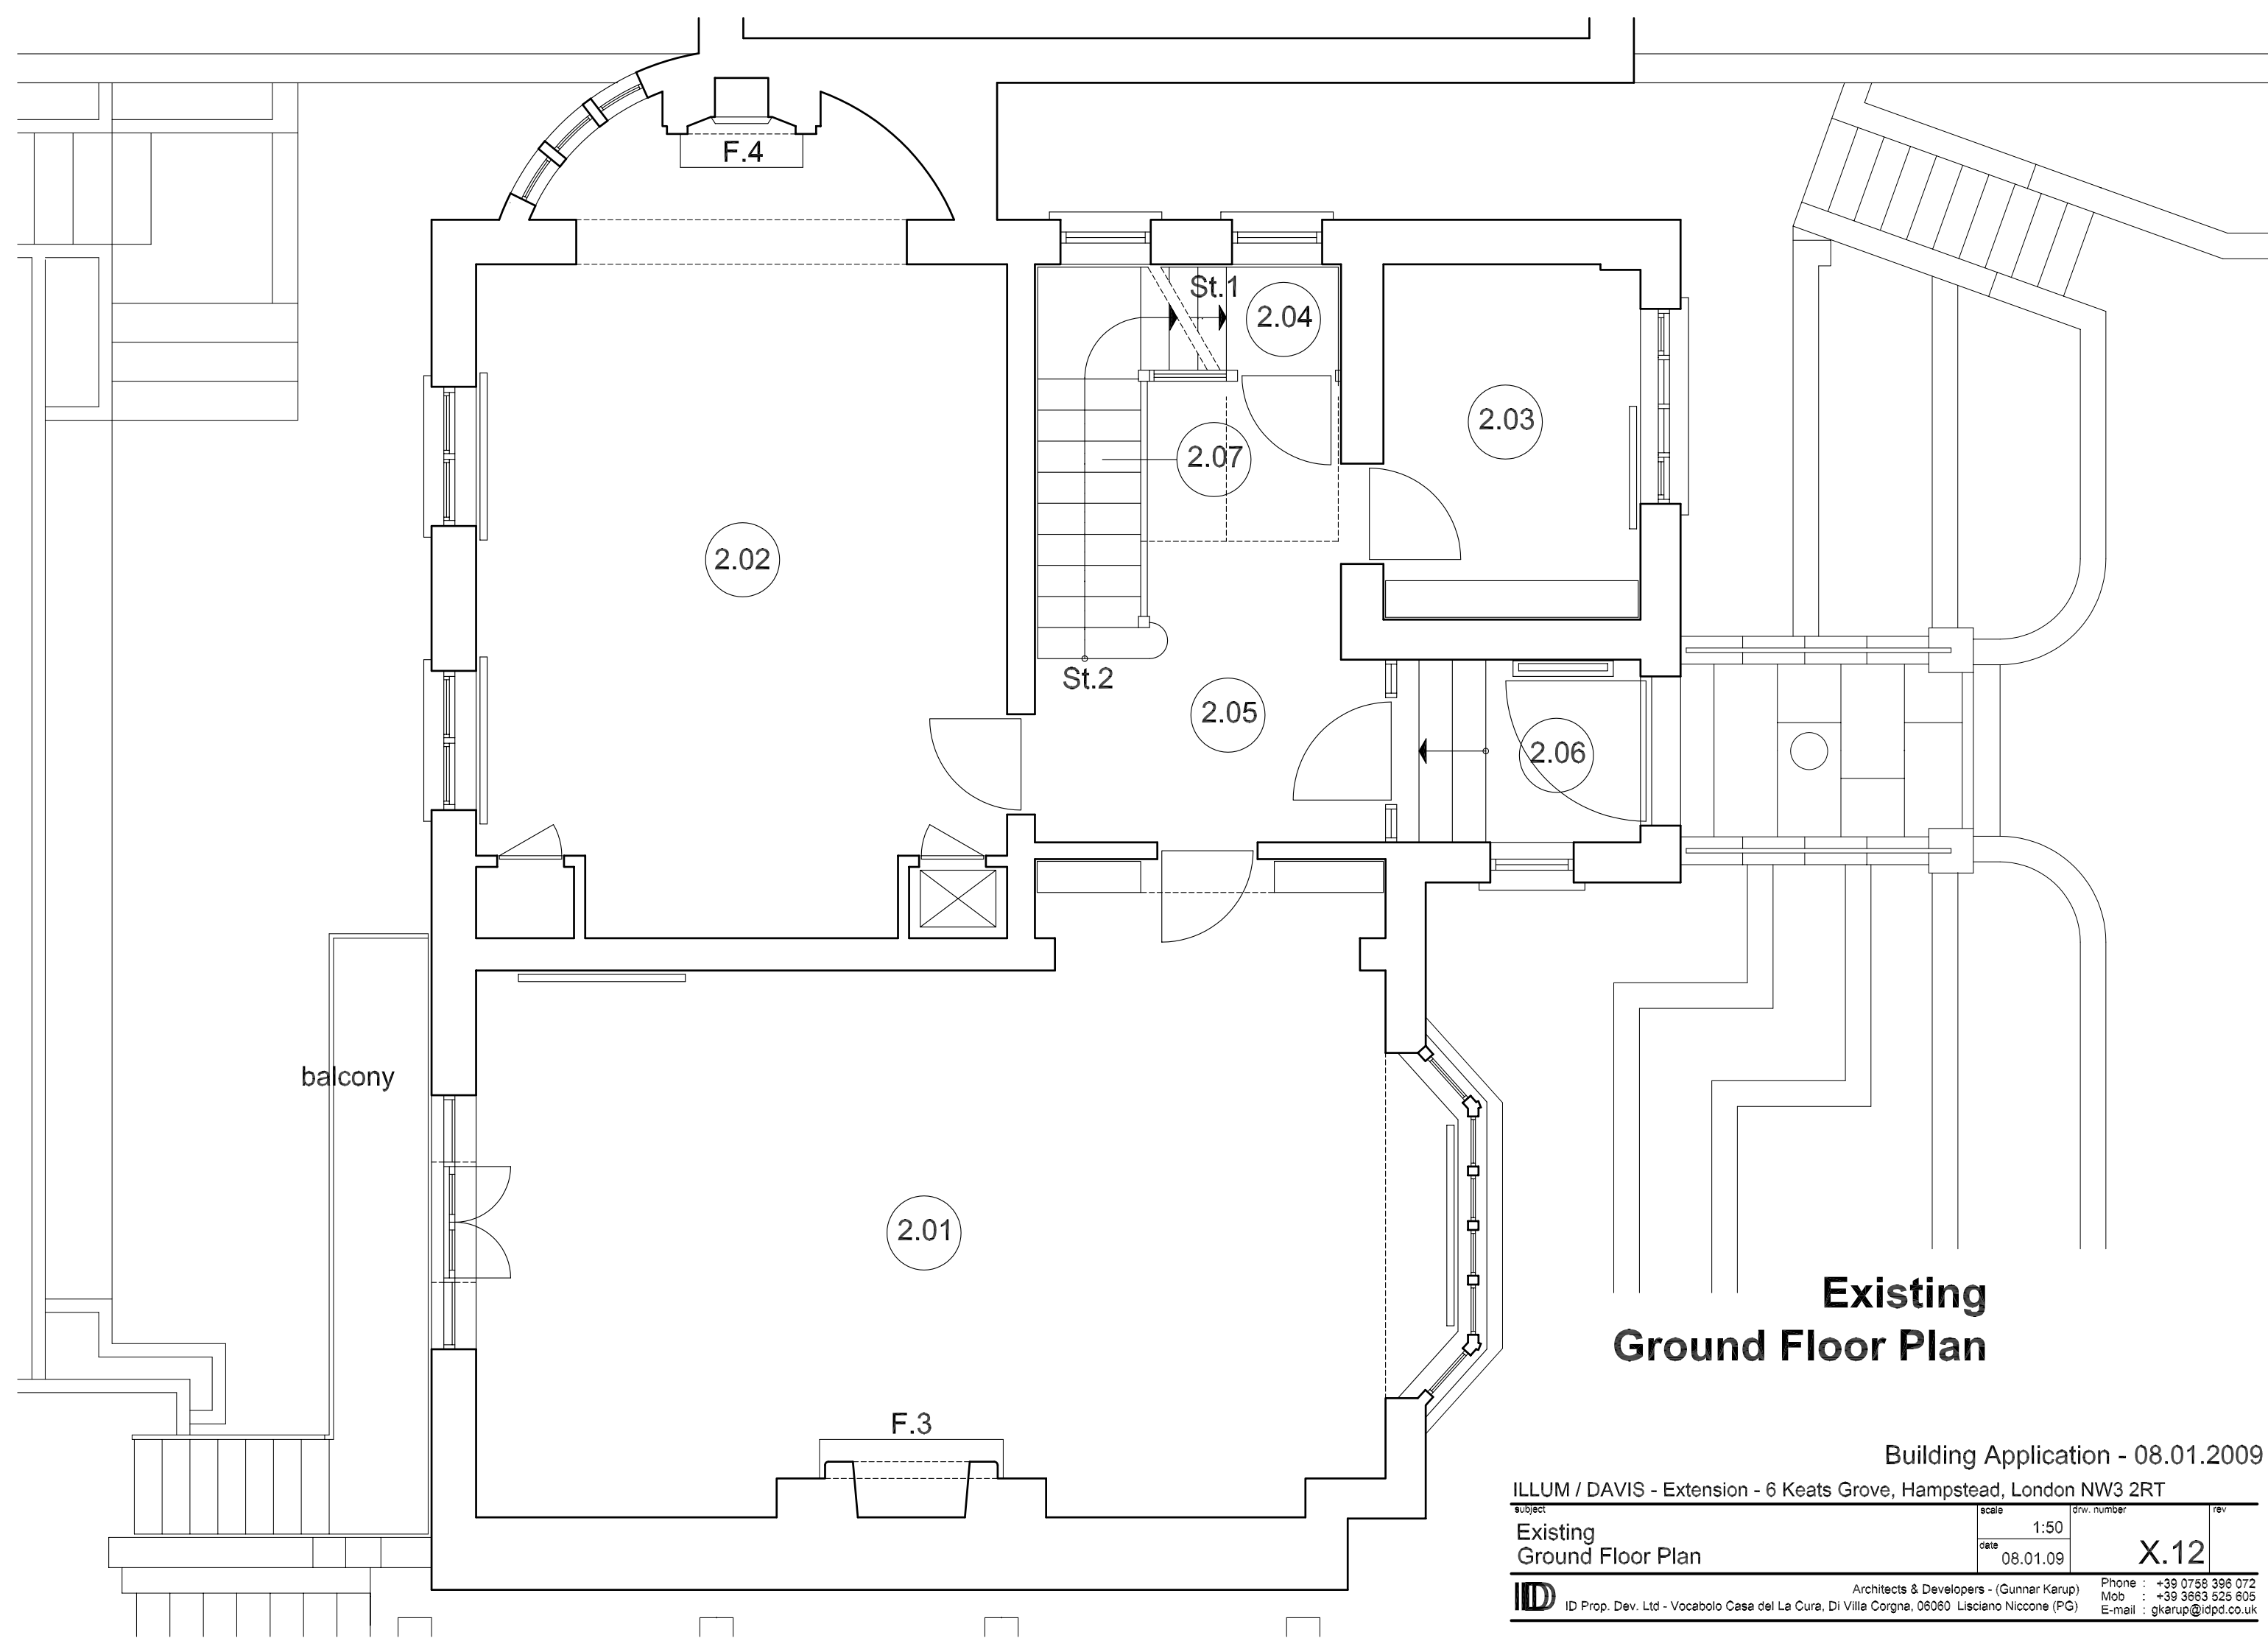 F.4
St.1
2.04
2.03
2.07
2.02
St.2
2.05
2.06
balcony
2.01
F.3
Existing
Ground Floor Plan
Building Application - 08.01.2009
ILLUM / DAVIS - Extension - 6 Keats Grove, Hampstead, London NW3 2RT
subject
scale
drw. number
rev
Existing
Ground Floor Plan
1:50
date
08.01.09
X.12
IDD
Architects & Developers - (Gunnar Karup)
ID Prop. Dev. Ltd - Vocabolo Casa del La Cura, Di Villa Corgna, 06060 Lisciano Niccone (PG)
Phone : +39 0758 396 072
Mob : +39 3663 525 605
E-mail : gkarup@idpd.co.uk